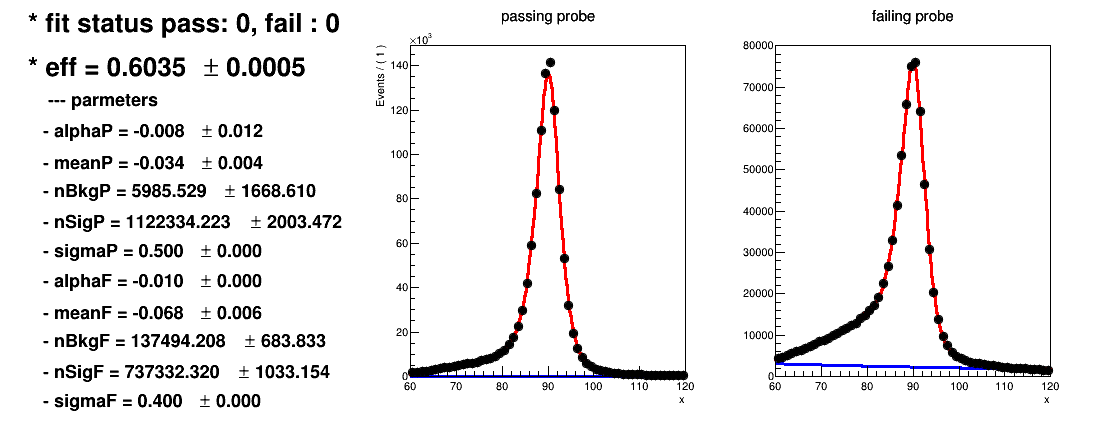 * fit status pass: 0, fail : 0
* eff = 0.6035 ± 0.0005
--- parmeters
- alphaP = -0.008 ± 0.012
- meanP = -0.034 ± 0.004
- nBkgP = 5985.529 ± 1668.610
- nSigP = 1122334.223 ± 2003.472
- sigmaP = 0.500 ± 0.000
- alphaF = -0.010 ± 0.000
- meanF = -0.068 ± 0.006
- nBkgF = 137494.208 ± 683.833
- nSigF = 737332.320 ± 1033.154
- sigmaF = 0.400 ± 0.000
passing probe
×10³
Events / ( 1 )
140
120
100
80
60
40
20
0
60 70 80 90 100 110 120
x
failing probe
80000
70000
60000
50000
40000
30000
20000
10000
0
60 70 80 90 100 110 120
x